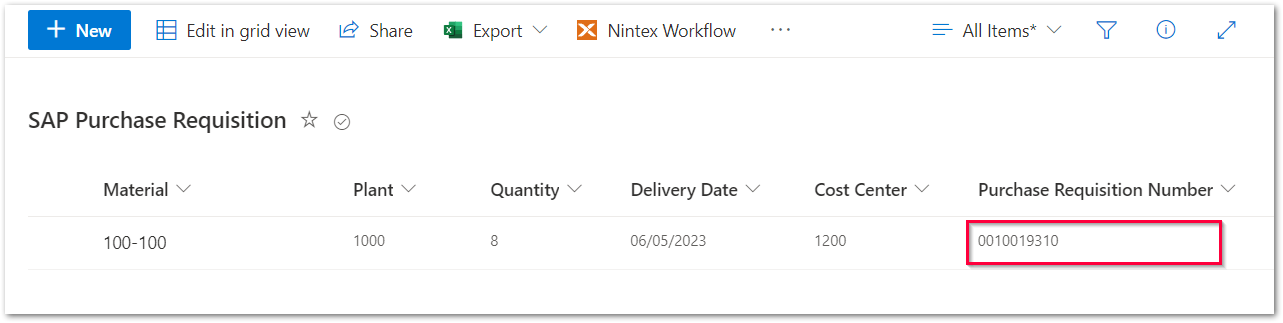 New Edit in grid view Share Export Nintex Workflow ... All Items*
SAP Purchase Requisition
Material Plant Quantity Delivery Date Cost Center Purchase Requisition Number
100-100 1000 8 06/05/2023 1200 0010019310